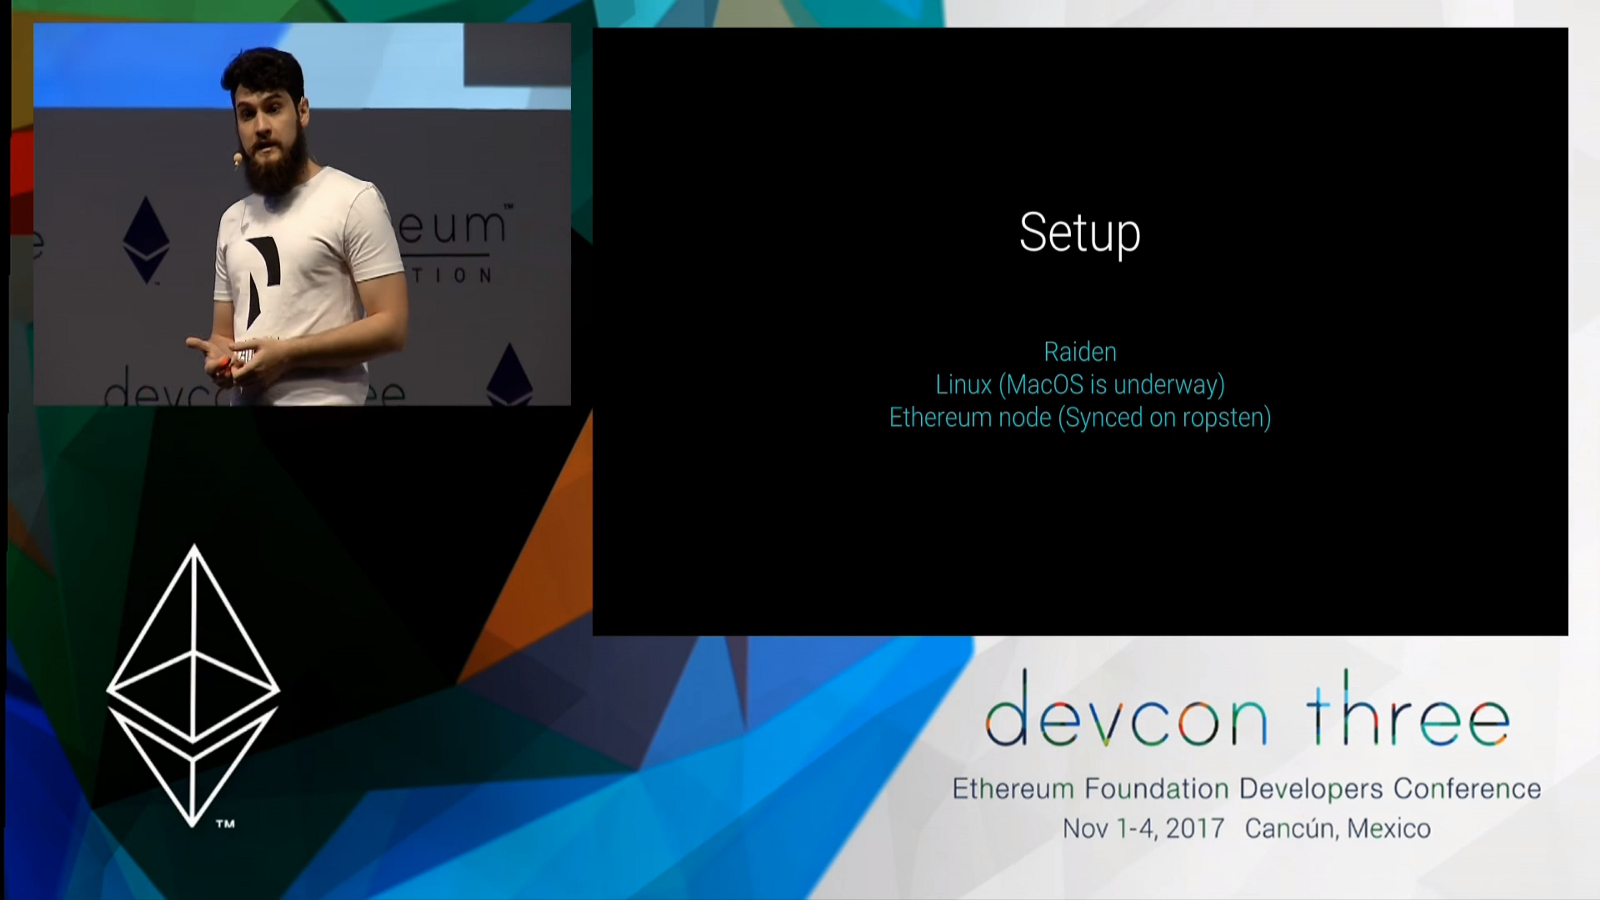 eum™
TION
devc ee
e
Setup
Raiden
Linux (MacOS is underway)
Ethereum node (Synced on ropsten)
TM
devcon three
Ethereum Foundation Developers Conference
Nov 1-4, 2017 Cancún, Mexico